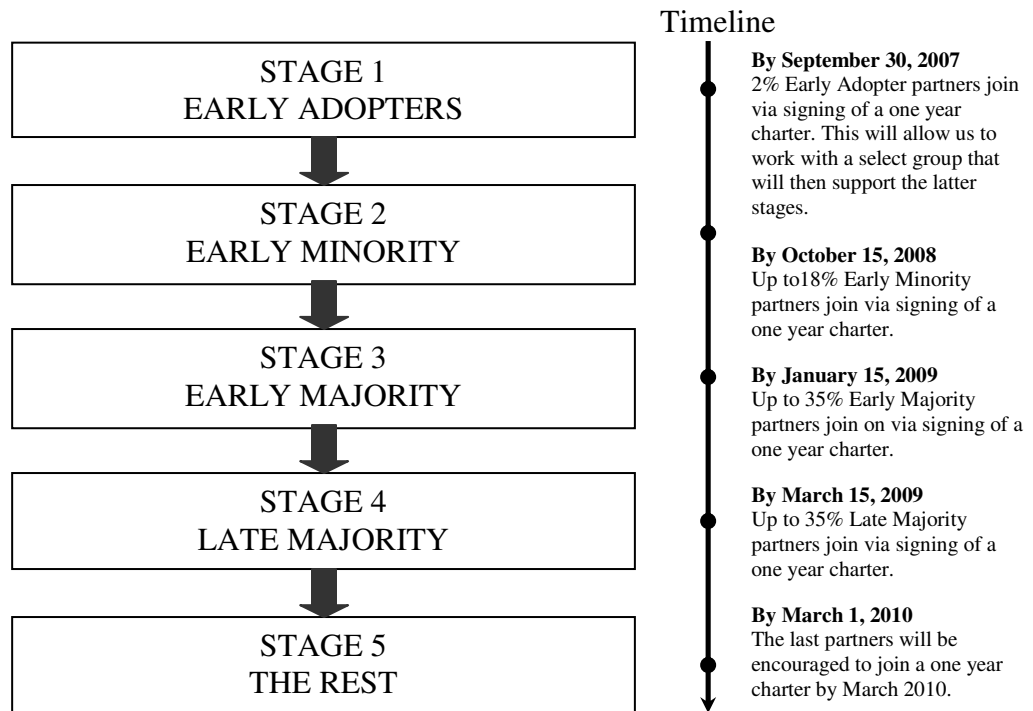 Timeline
STAGE 1
EARLY ADOPTERS
By September 30, 2007
2% Early Adopter partners join
via signing of a one year
charter. This will allow us to
work with a select group that
will then support the latter
stages.
STAGE 2
EARLY MINORITY
By October 15, 2008
Up to18% Early Minority
partners join via signing of a
one year charter.
STAGE 3
EARLY MAJORITY
By January 15, 2009
Up to 35% Early Majority
partners join on via signing of a
one year charter.
STAGE 4
LATE MAJORITY
By March 15, 2009
Up to 35% Late Majority
partners join via signing of a
one year charter.
STAGE 5
THE REST
By March 1, 2010
The last partners will be
encouraged to join a one year
charter by March 2010.